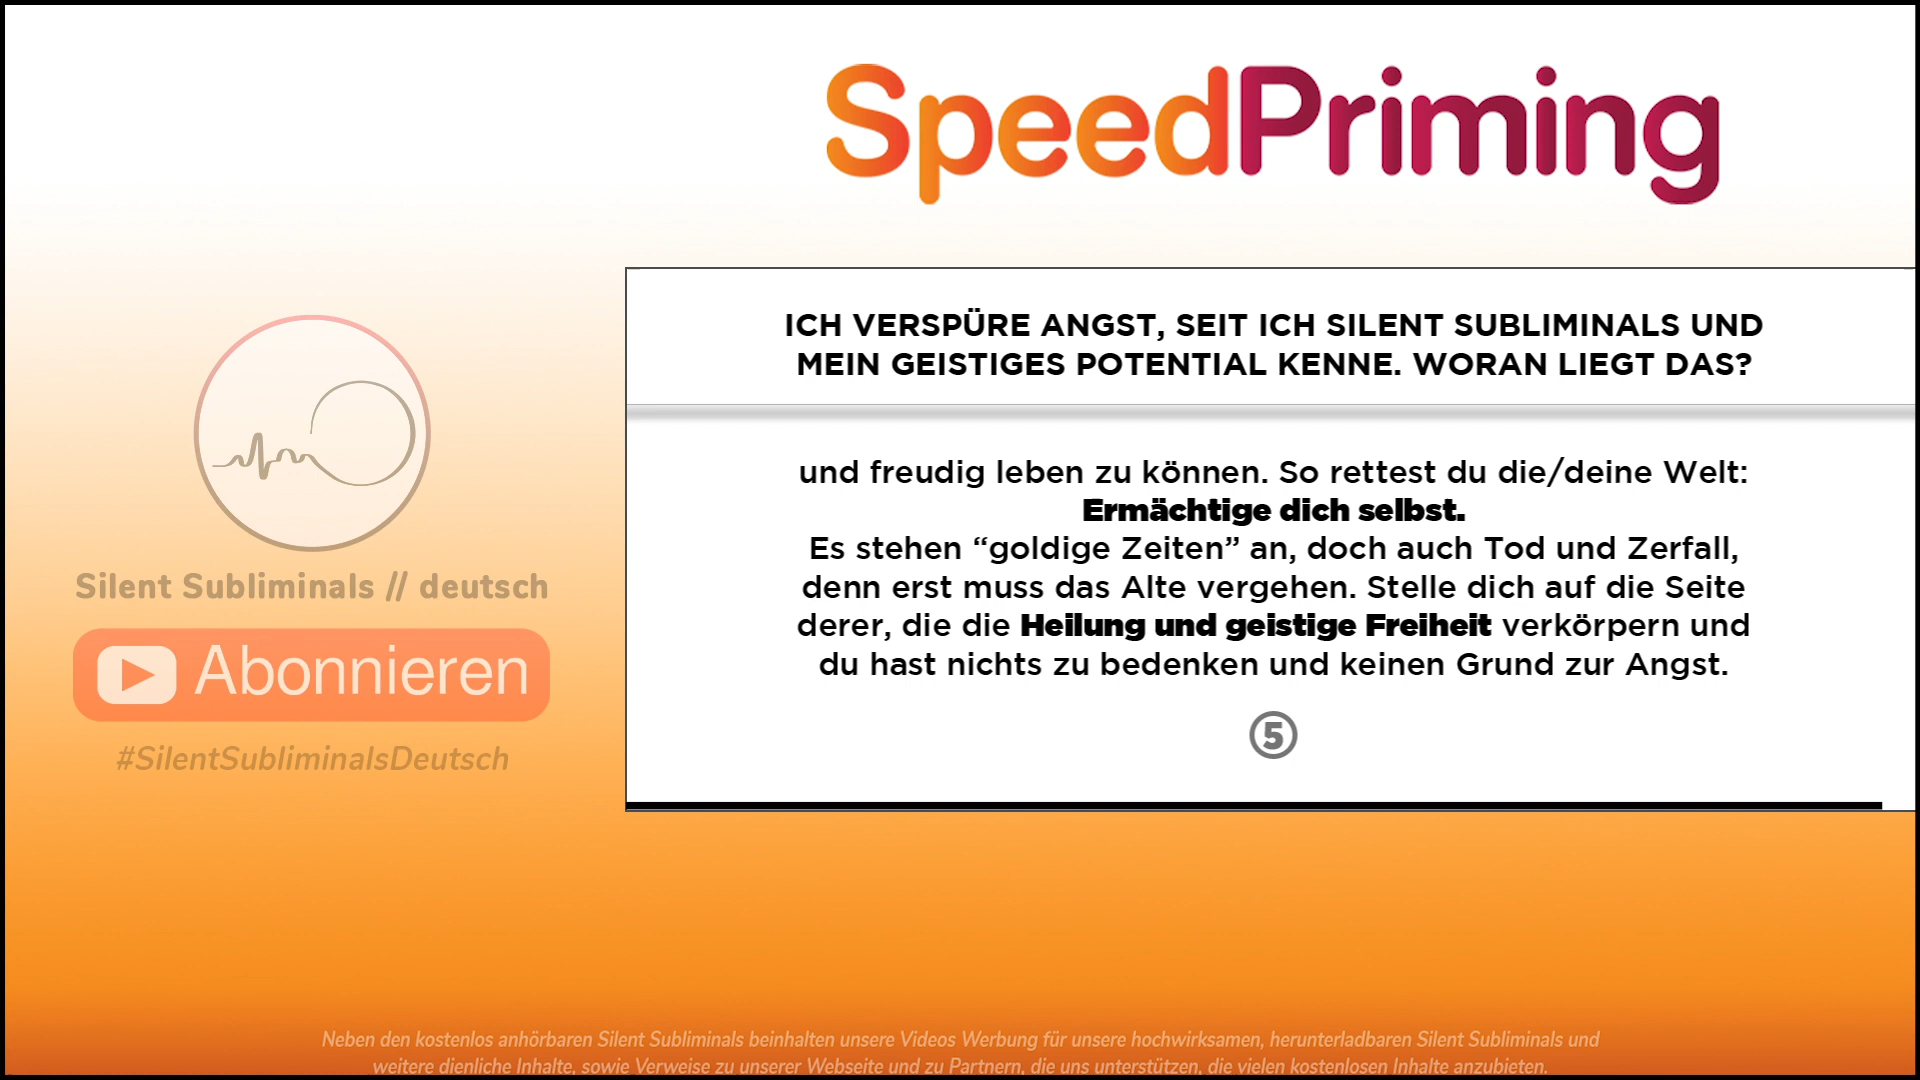 SpeedPriming
ICH VERSPÜRE ANGST, SEIT ICH SILENT SUBLIMINALS UND
MEIN GEISTIGES POTENTIAL KENNE. WORAN LIEGT DAS?
und freudig leben zu können. So rettest du die/deine Welt:
Ermächtige dich selbst.
Es stehen “goldige Zeiten” an, doch auch Tod und Zerfall,
denn erst muss das Alte vergehen. Stelle dich auf die Seite
derer, die die Heilung und geistige Freiheit verkörpern und
du hast nichts zu bedenken und keinen Grund zur Angst.
5
Silent Subliminals // deutsch
Abonnieren
#SilentSubliminalsDeutsch
Neben den kostenlos anhörbaren Silent Subliminals beinhalten unsere Videos Werbung für unsere hochwirksamen, herunterladbaren Silent Subliminals und
weitere dienliche Inhalte, sowie Verweise zu unserer Webseite und zu Partnern, die uns unterstützen, die vielen kostenlosen Inhalte anzubieten.